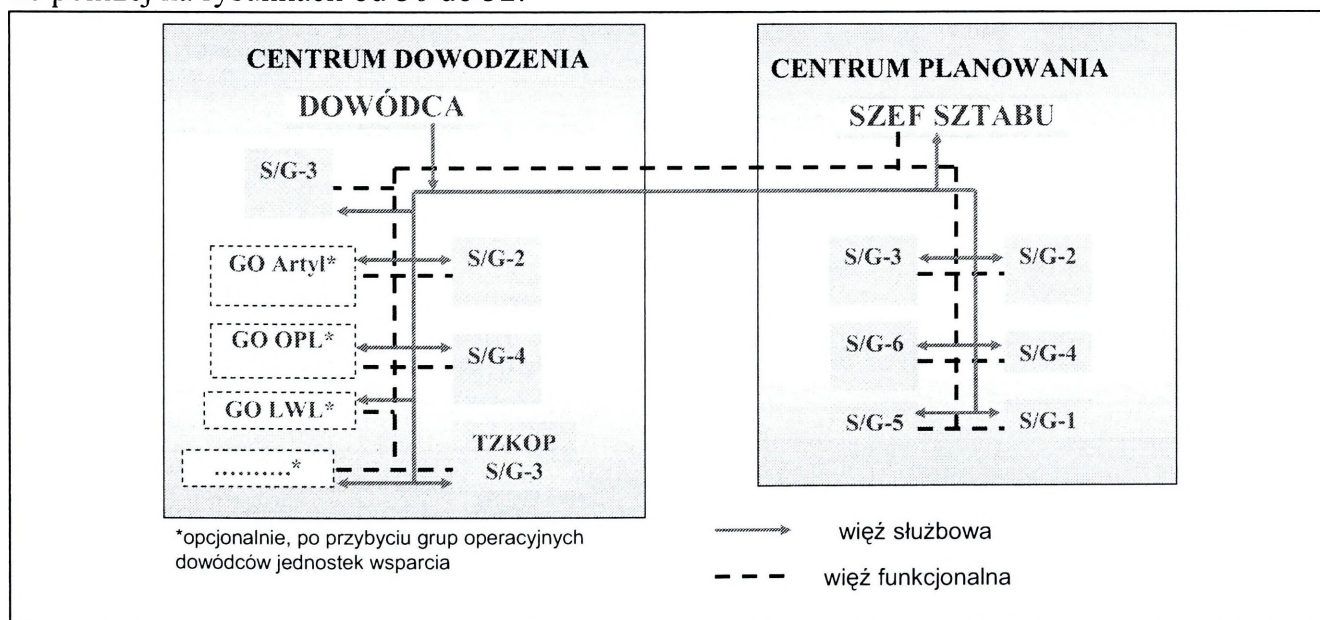 CENTRUM DOWODZENIA
DOWÓDCA
S/G-3
GO Artyl*
S/G-2
GO OPL*
S/G-4
GO LWL*
..........*
TZKOP
S/G-3
*opcjonalnie, po przybyciu grup operacyjnych
dowódców jednostek wsparcia
CENTRUM PLANOWANIA
SZEF SZTABU
S/G-3
S/G-2
S/G-6
S/G-4
S/G-5
S/G-1
więź służbowa
więź funkcjonalna